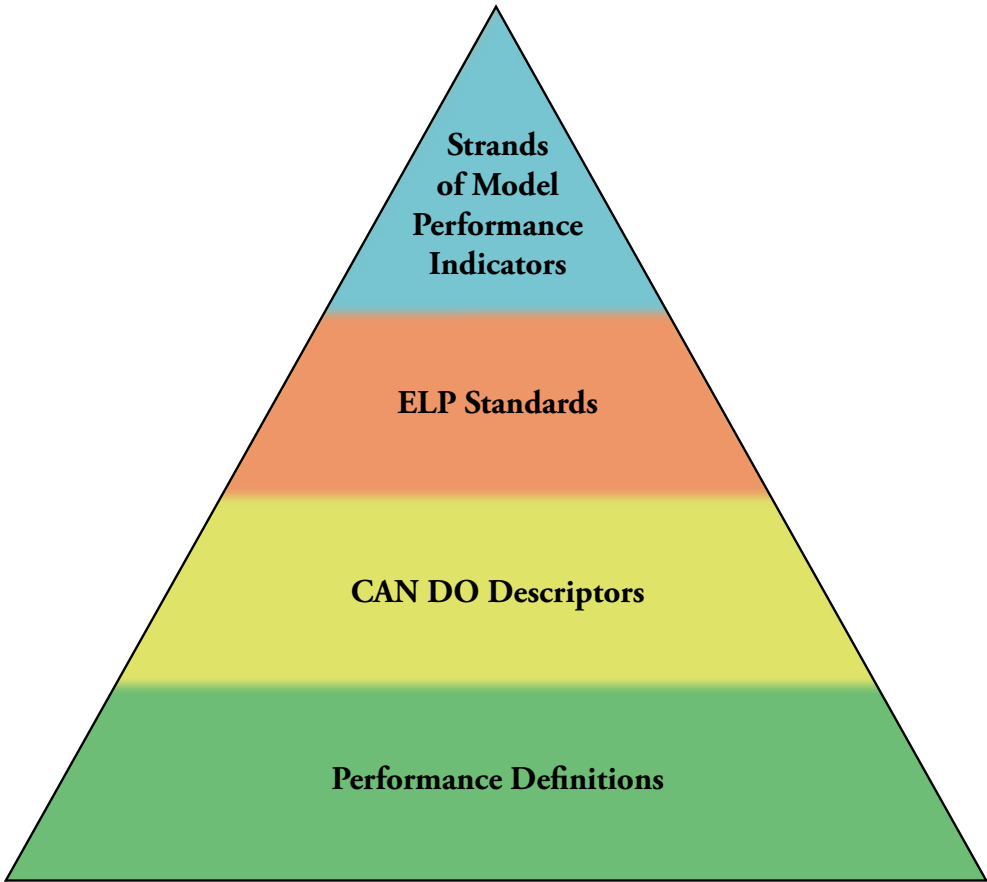 Strands
of Model
Performance
Indicators
ELP Standards
CAN DO Descriptors
Performance Definitions